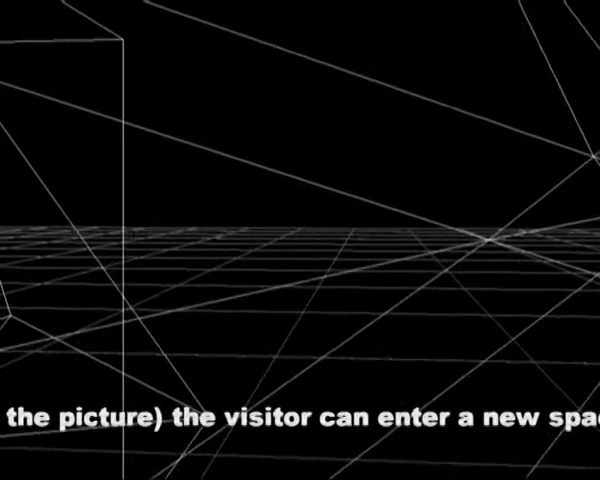 the picture) the visitor can enter a new spa